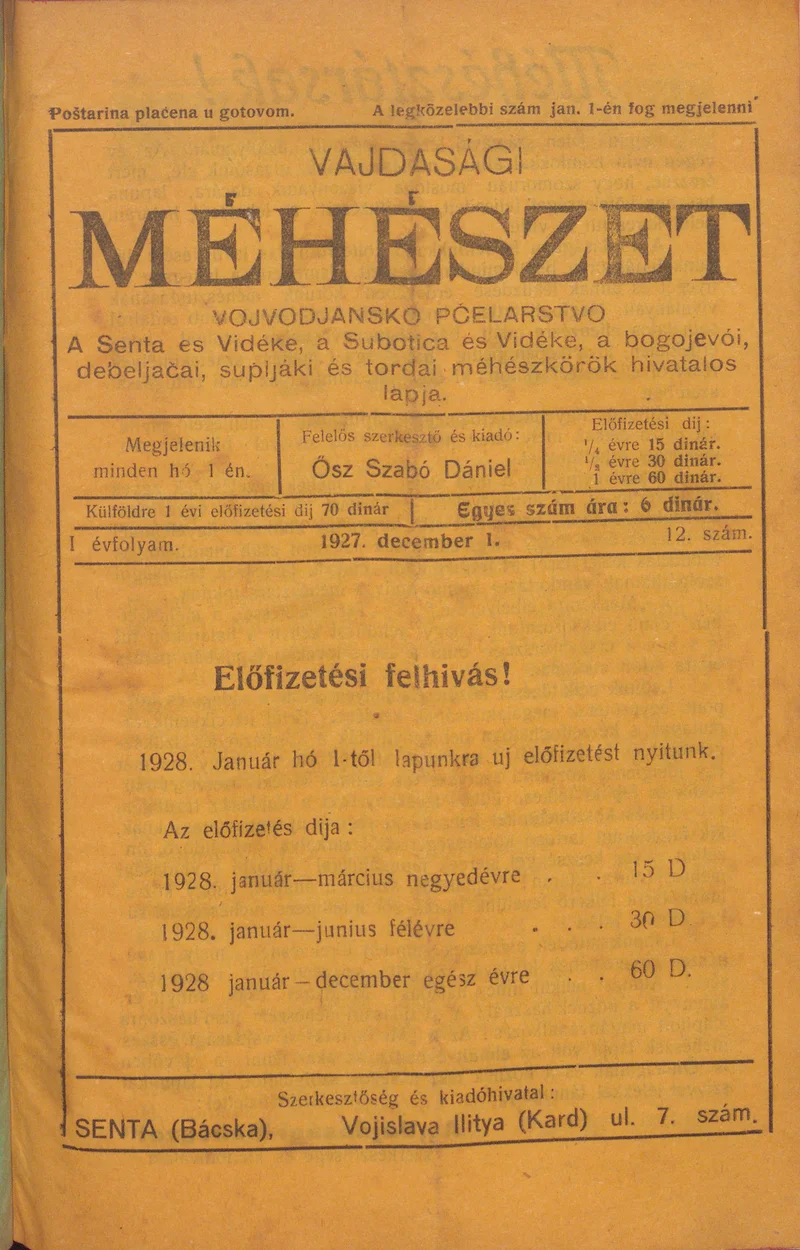 Poštarina plaćena u gotovom.
A legközelebbi szám jan. 1-én fog megjelenni
VAJDASÁGI
MÉHÉSZET
VOJVODJANSKO PČELARSTVO
A Senta és Vidéke, a Subotica és Vidéke, a bogojevói,
debeljačai, supljáki és tordai méhészkörök hivatalos
lapja.
Megjelenik
minden hó 1 én.
Felelős szerkesztő és kiadó:
Ősz Szabó Dániel
Előfizetési dij:
1/4 évre 15 dinár.
1/2 évre 30 dinár.
1 évre 60 dinár.
Külföldre 1 évi előfizetési dij 70 dinár
Egyes szám ára: 6 dinár.
I évfolyam.
1927. december 1.
12. szám.
Előfizetési felhivás!
1928. Január hó 1-től lapunkra uj előfizetést nyitunk.
Az előfizetés dija:
1928. január—március negyedévre . . 15 D
1928. január—junius félévre . . . 30 D
1928 január—december egész évre . . 60 D.
Szerkesztőség és kiadóhivatal:
SENTA (Bácska), Vojislava Ilitya (Kard) ul. 7. szám.